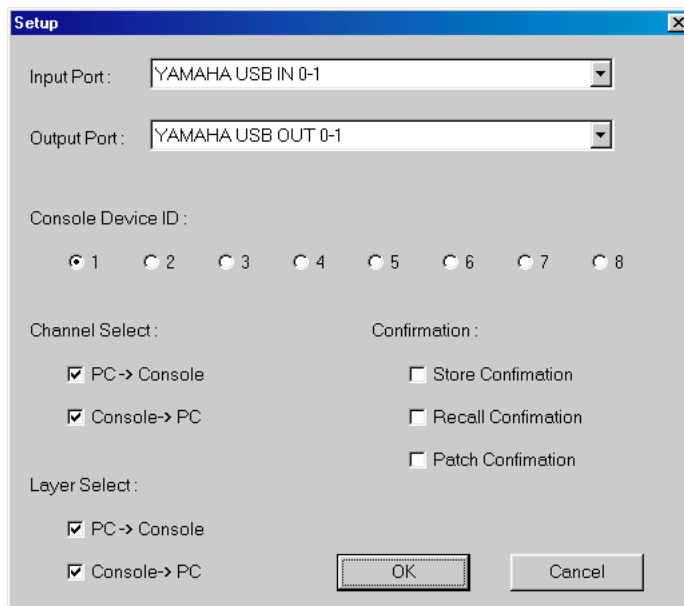 Setup
Input Port :
YAMAHA USB IN 0-1
Output Port :
YAMAHA USB OUT 0-1
Console Device ID :
1 2 3 4 5 6 7 8
Channel Select :
PC -> Console
Console-> PC
Confirmation :
Store Confimation
Recall Confimation
Patch Confimation
Layer Select :
PC -> Console
Console-> PC
OK
Cancel